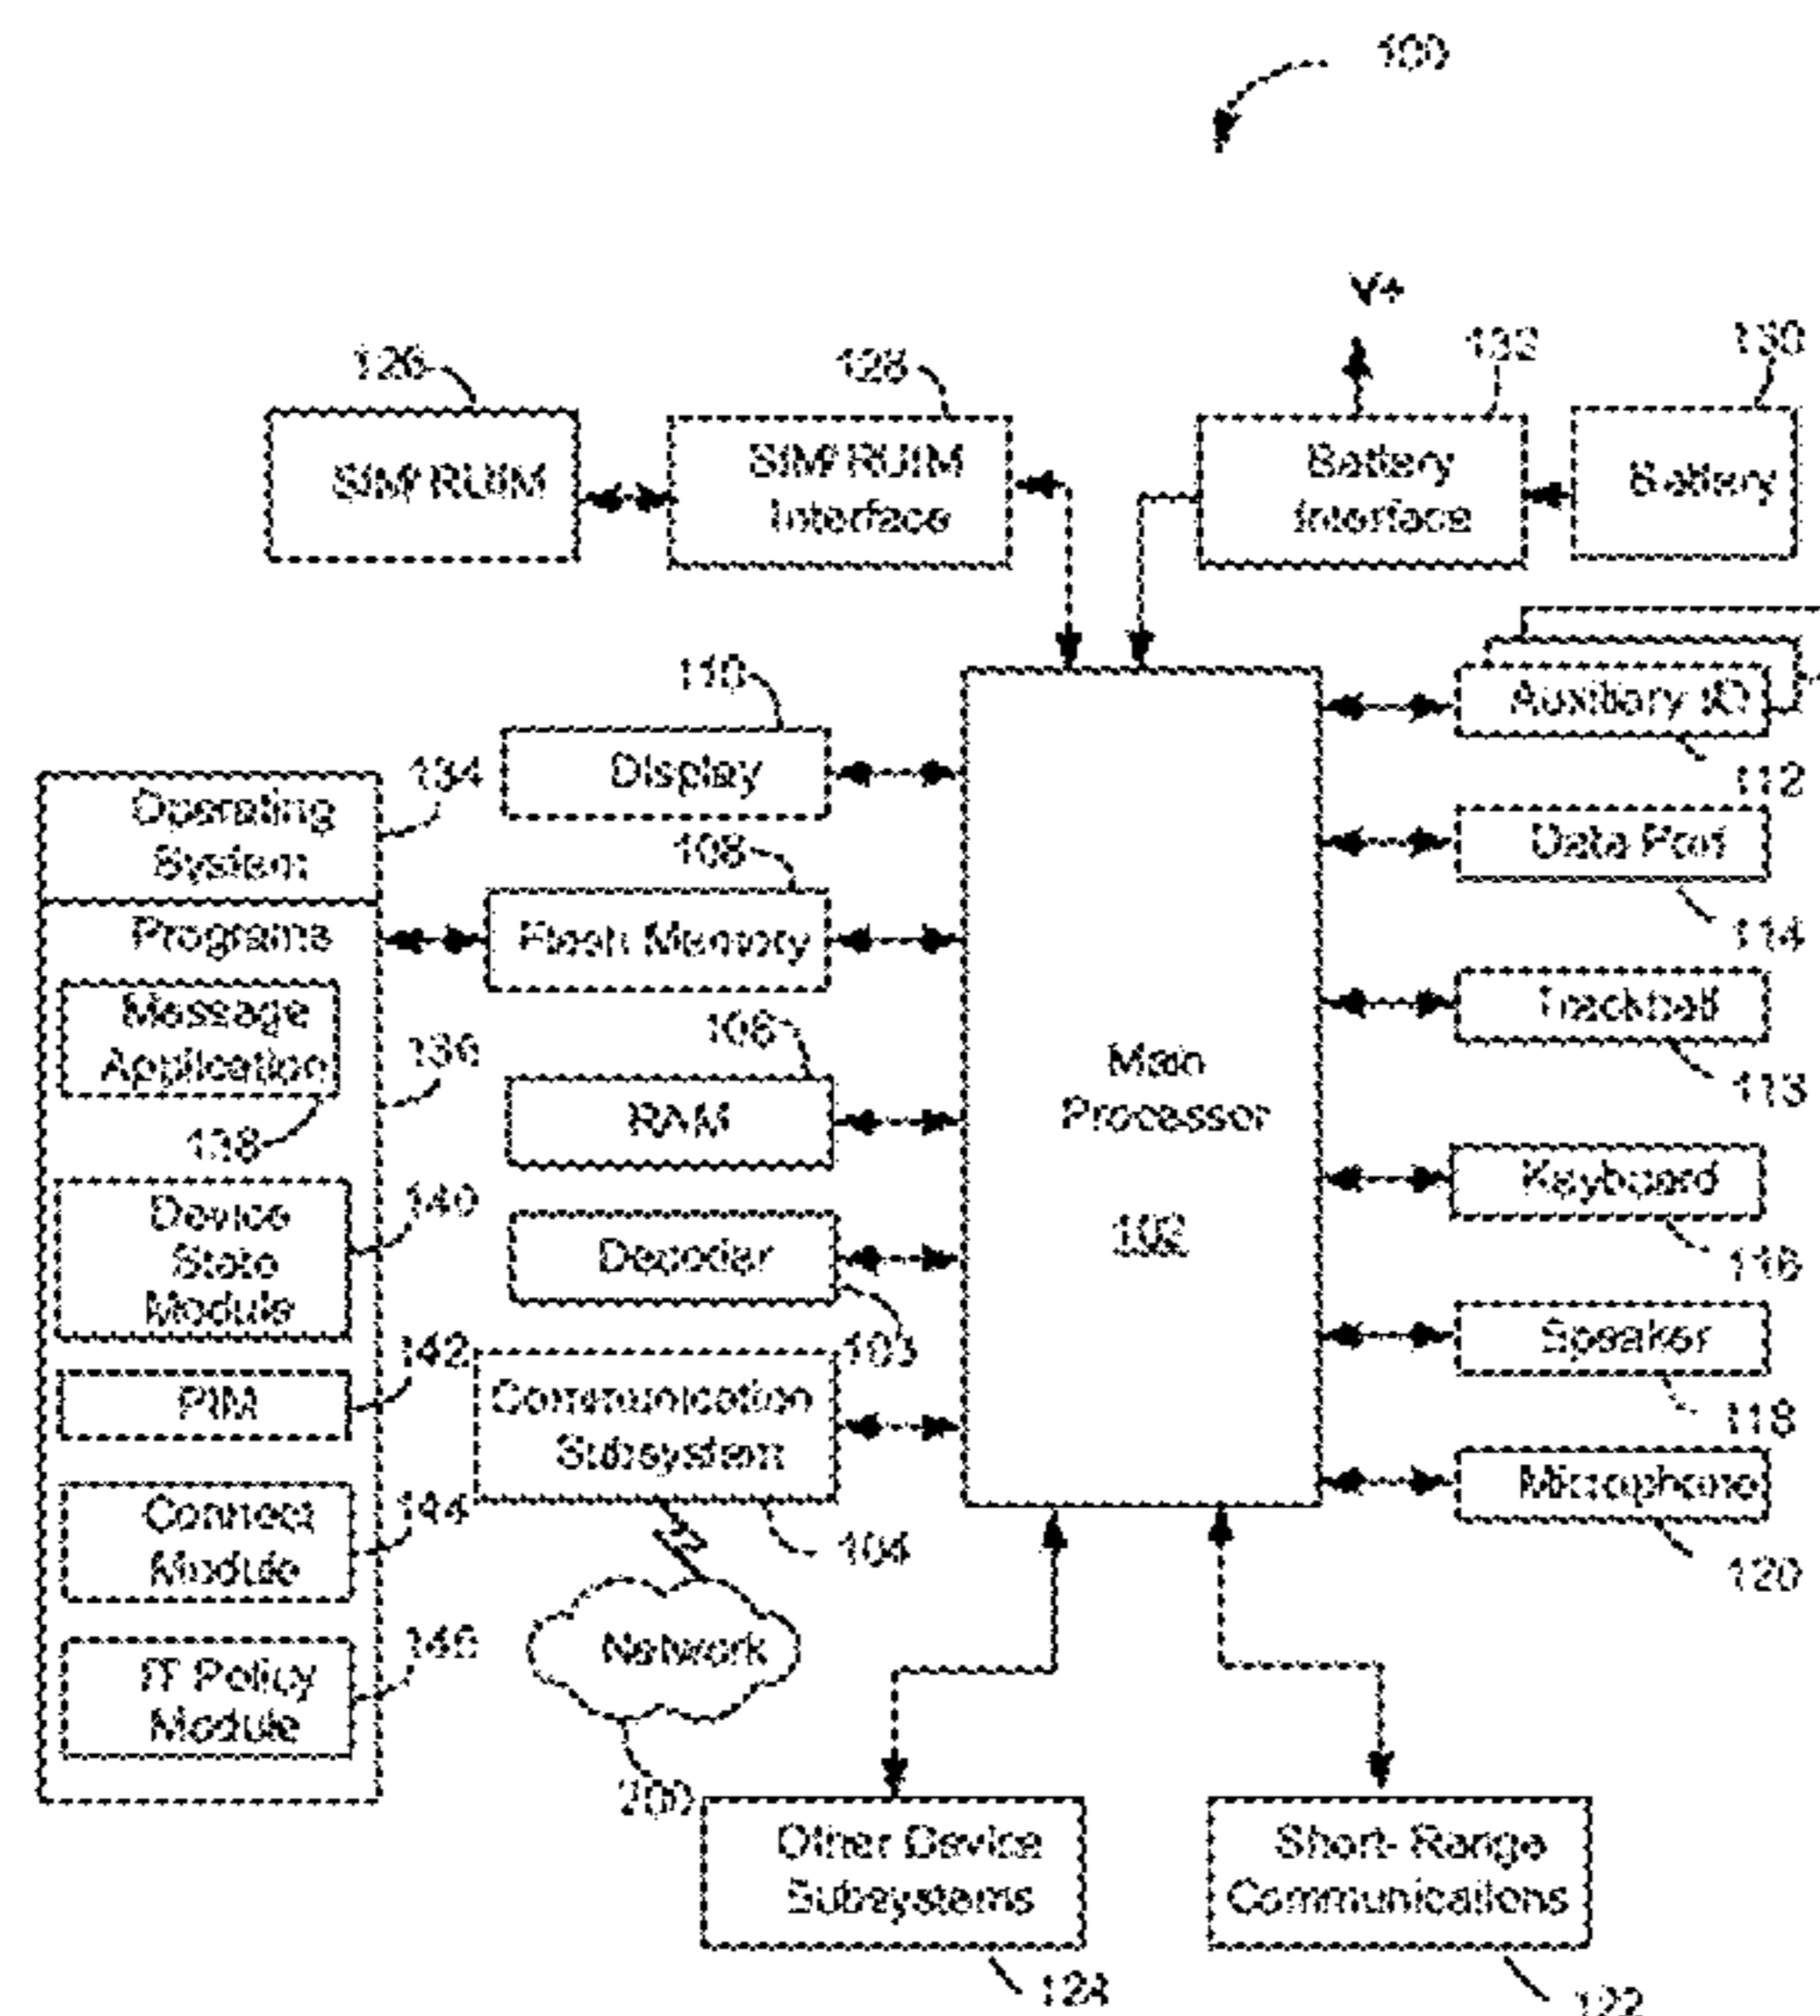 100
V+
126
128
132
130
SIM/RUIM
SIM/RUIM
Interface
Battery
Interface
Battery
110
Auxiliary I/O
112
Display
134
Operating
System
108
Data Port
114
Programs
Flash Memory
Message
Application
138
136
106
RAM
Main
Processor
102
Trackball
113
Device
State
Module
140
Decoder
103
Keyboard
116
PIM
142
Communication
Subsystem
104
Speaker
118
Connect
Module
144
Microphone
120
IT Policy
Module
146
Network
200
Other Device
Subsystems
124
Short- Range
Communications
122